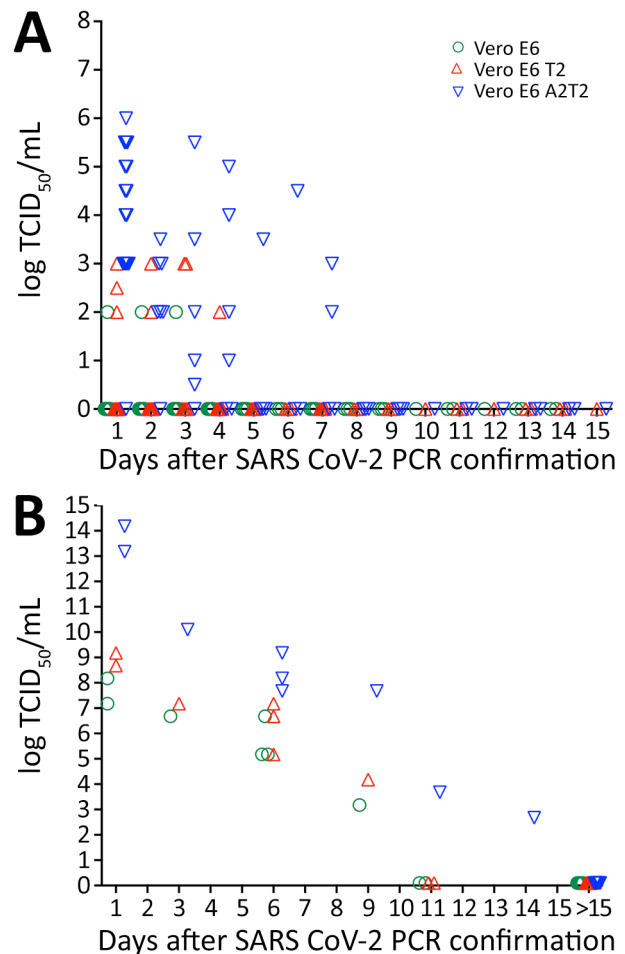 A
8
7
6
5
4
3
2
1
0
log TCID50/mL
Vero E6
Vero E6 T2
Vero E6 A2T2
1 2 3 4 5 6 7 8 9 10 11 12 13 14 15
Days after SARS CoV-2 PCR confirmation
B
15
14
13
12
11
10
9
8
7
6
5
4
3
2
1
0
log TCID50/mL
1 2 3 4 5 6 7 8 9 10 11 12 13 14 15 >15
Days after SARS CoV-2 PCR confirmation